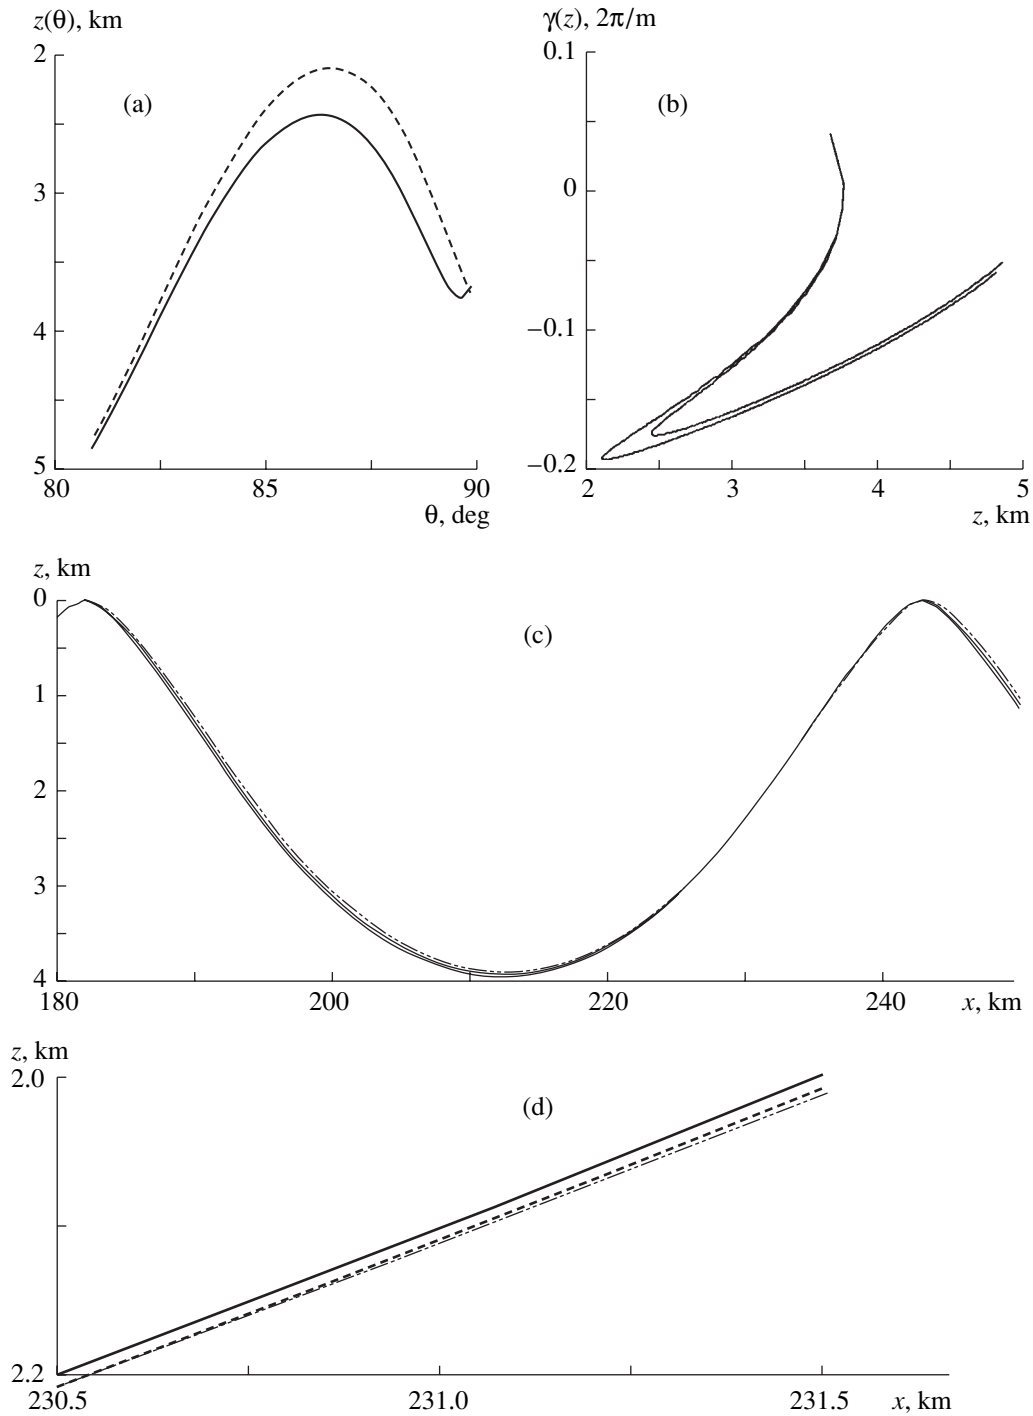 z(θ), km
2
3
4
5
80
85
90
θ, deg
(a)
γ(z), 2π/m
0.1
0
−0.1
−0.2
2
3
4
5
z, km
(b)
z, km
0
1
2
3
4
180
200
220
240
x, km
(c)
z, km
2.0
2.2
230.5
231.0
231.5
x, km
(d)